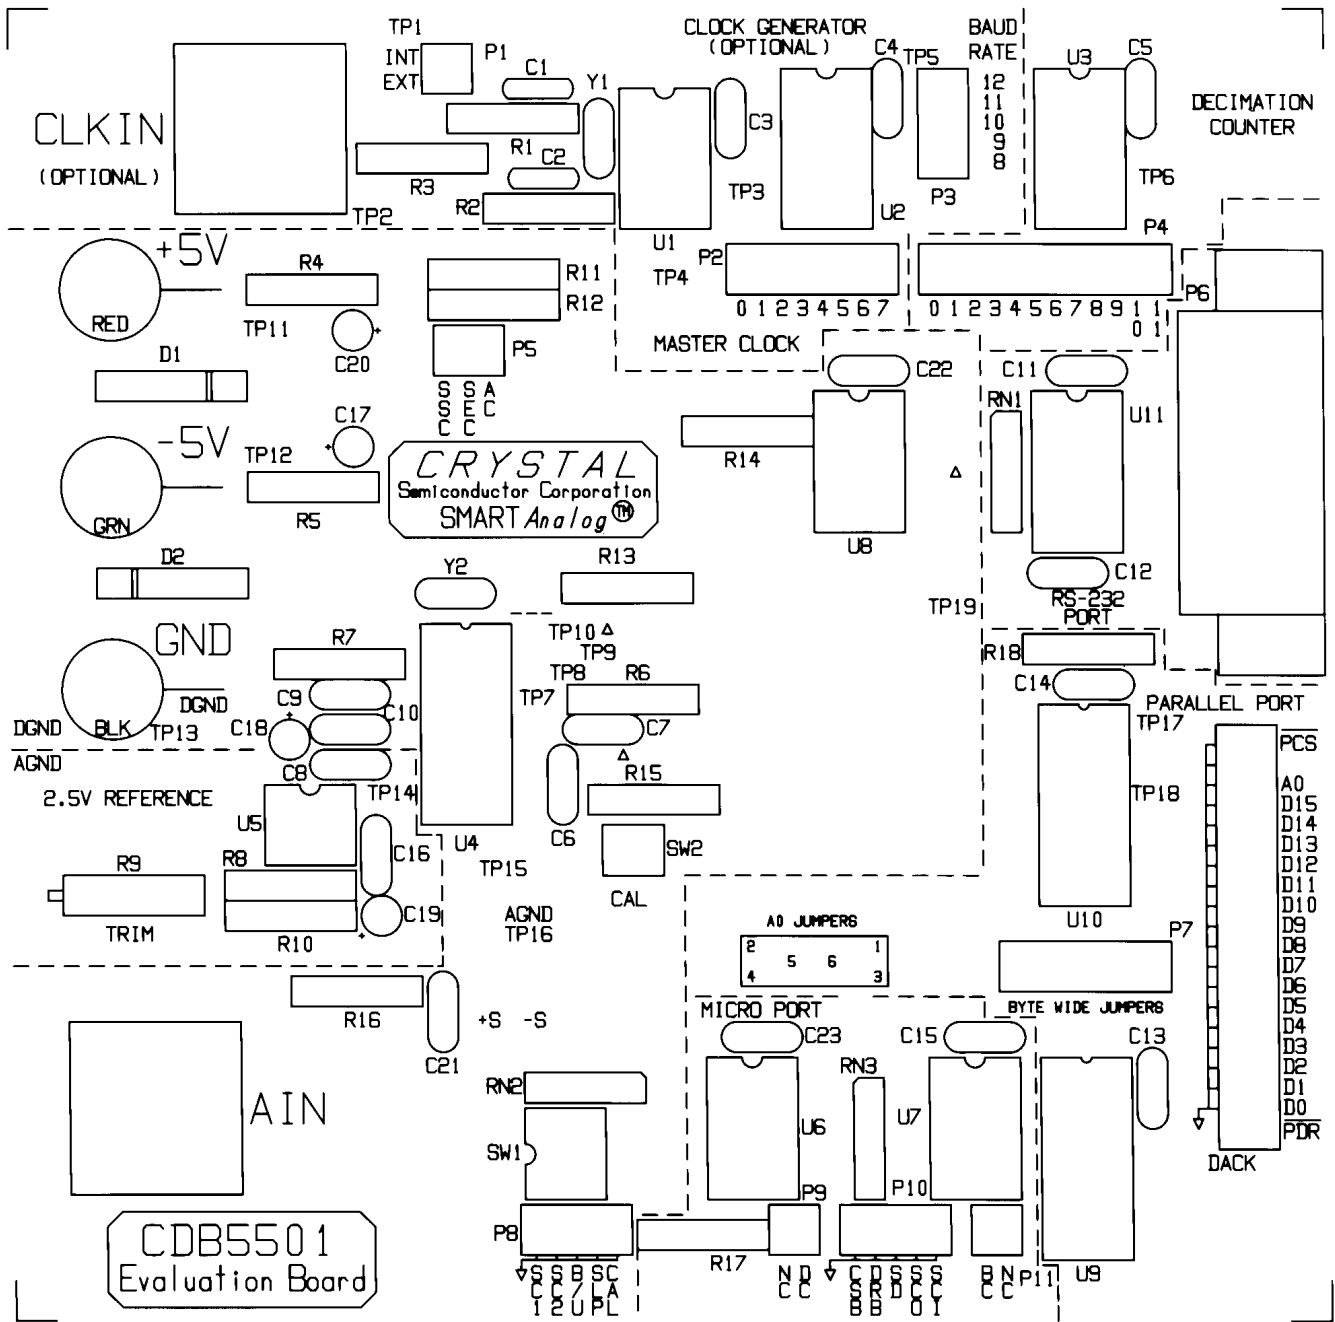 TP1
CLOCK GENERATOR
(OPTIONAL)
C4
TP5
BAUD
RATE
U3
C5
INT
EXT
P1
C1
Y1
12
11
10
9
8
DECIMATION
COUNTER
CLKIN
(OPTIONAL)
R1
C3
C2
R3
R2
TP2
TP3
U2
P3
TP6
U1
P4
+5V
R4
R11
R12
TP4
P2
0 1 2 3 4 5 6 7
0 1 2 3 4 5 6 7 8 9 1 1
0 1
P6
RED
TP11
C20
P5
MASTER CLOCK
D1
S S A
S E C
C C
C22
C11
RN1
U11
-5V
C17
TP12
R14
CRYSTAL
Semiconductor Corporation
SMART Analog™
GRN
R5
U8
D2
Y2
R13
C12
RS-232
PORT
TP19
GND
R7
TP10
TP9
TP8
R6
R18
C14
C9
TP7
DGND
PARALLEL PORT
DGND
BLK
TP13
C18
C10
C7
TP17
PCS
AGND
C8
R15
2.5V REFERENCE
TP14
TP18
A0
D15
D14
D13
D12
D11
D10
D9
D8
D7
D6
D5
D4
D3
D2
D1
D0
PDR
DACK
U5
U4
C6
SW2
R9
R8
C16
TP15
CAL
TRIM
R10
C19
AGND
TP16
A0 JUMPERS
2 1
5 6
4 3
U10
P7
R16
C21
+S -S
MICRO PORT
BYTE WIDE JUMPERS
C23
C15
C13
RN2
RN3
AIN
U6
U7
SW1
P9
P10
P8
R17
CDB5501
Evaluation Board
S S B S C
C C / L A
1 2 U P L
N D
C C
C D S S S
S R D C C
B B O I
B N
C C
P11
U9